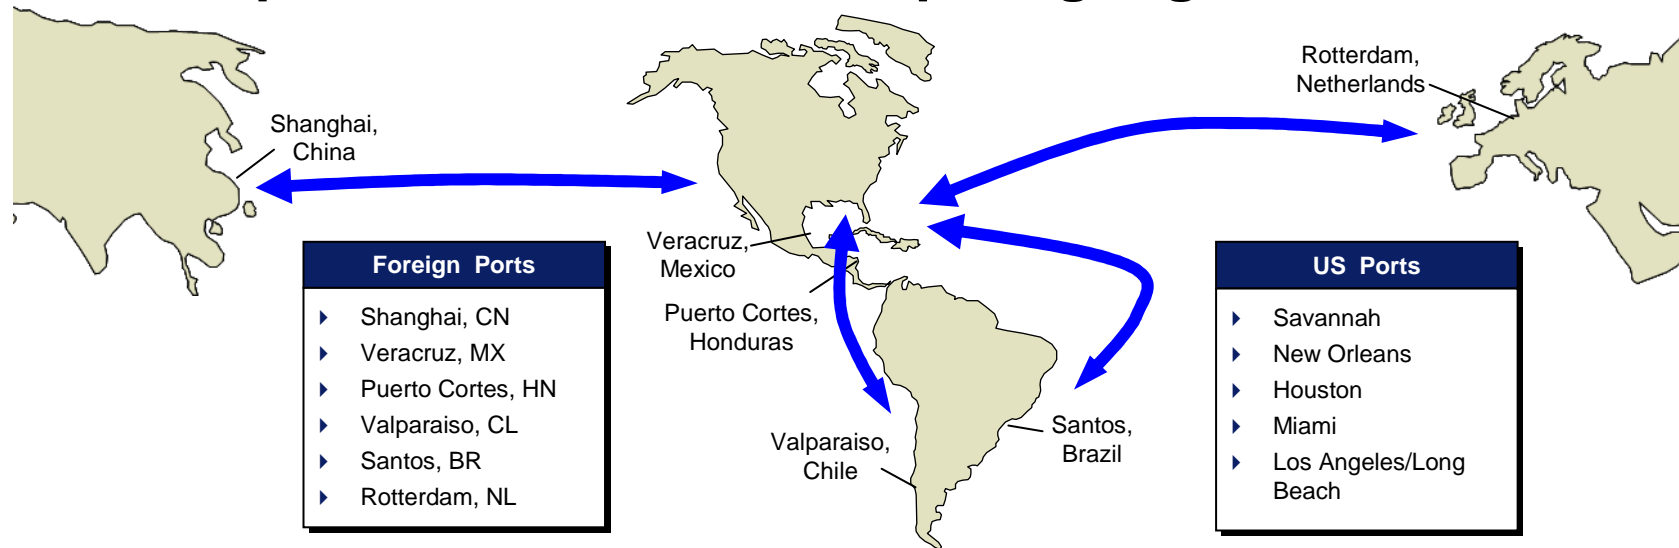 Rotterdam,
Netherlands
Shanghai,
China
Veracruz,
Mexico
Puerto Cortes,
Honduras
Valparaiso,
Chile
Santos,
Brazil
Foreign Ports
Shanghai, CN
Veracruz, MX
Puerto Cortes, HN
Valparaiso, CL
Santos, BR
Rotterdam, NL
US Ports
Savannah
New Orleans
Houston
Miami
Los Angeles/Long
Beach